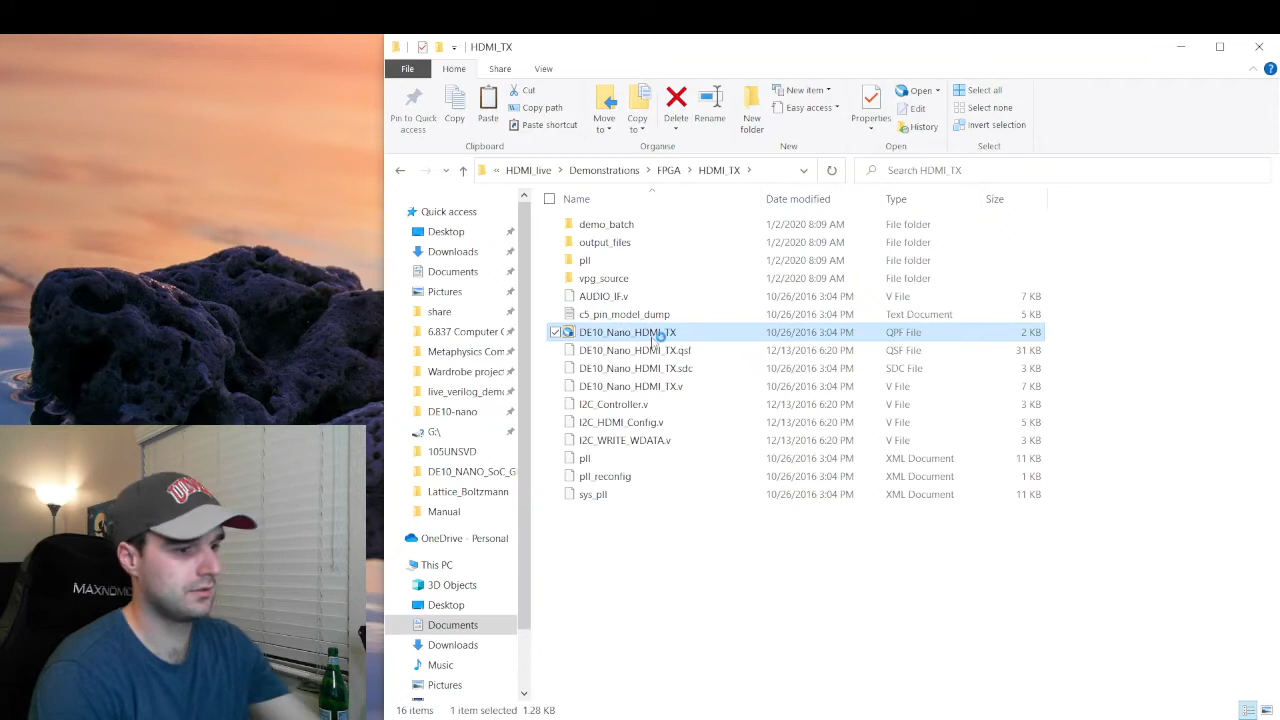 HDMI_TX
File Home Share View
Pin to Quick access
Copy
Paste
Cut
Copy path
Paste shortcut
Clipboard
Move to
Copy to
Delete
Rename
Organise
New folder
New item
Easy access
New
Properties
Open
Edit
History
Open
Select all
Select none
Invert selection
Select
« HDMI_live > Demonstrations > FPGA > HDMI_TX >
Search HDMI_TX
Quick access
Desktop
Downloads
Documents
Pictures
share
6.837 Computer (
Metaphysics Com
Wardrobe project
live_verilog_demo
DE10-nano
G:\
105UNSVD
DE10_NANO_SoC_G
Lattice_Boltzmann
Manual
OneDrive - Personal
This PC
3D Objects
Desktop
Documents
Downloads
Music
Pictures
Name Date modified Type Size
demo_batch 1/2/2020 8:09 AM File folder
output_files 1/2/2020 8:09 AM File folder
pll 1/2/2020 8:09 AM File folder
vpg_source 1/2/2020 8:09 AM File folder
AUDIO_IF.v 10/26/2016 3:04 PM V File 7 KB
c5_pin_model_dump 10/26/2016 3:04 PM Text Document 5 KB
DE10_Nano_HDMI_TX 10/26/2016 3:04 PM QPF File 2 KB
DE10_Nano_HDMI_TX.qsf 12/13/2016 6:20 PM QSF File 31 KB
DE10_Nano_HDMI_TX.sdc 10/26/2016 3:04 PM SDC File 3 KB
DE10_Nano_HDMI_TX.v 10/26/2016 3:04 PM V File 7 KB
I2C_Controller.v 12/13/2016 6:20 PM V File 3 KB
I2C_HDMI_Config.v 12/13/2016 6:20 PM V File 5 KB
I2C_WRITE_WDATA.v 12/13/2016 6:20 PM V File 3 KB
pll 10/26/2016 3:04 PM XML Document 11 KB
pll_reconfig 10/26/2016 3:04 PM XML Document 1 KB
sys_pll 10/26/2016 3:04 PM XML Document 11 KB
16 items 1 item selected 1.28 KB
MAXNOMIC